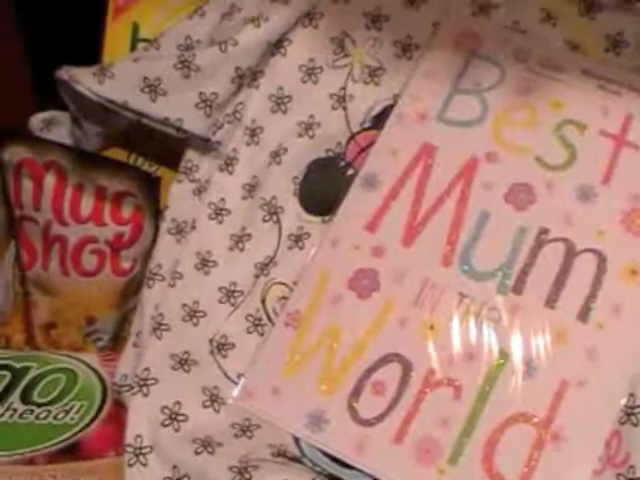 Best
Mum
IN THE
World
Mug
Shot
go
ahead!